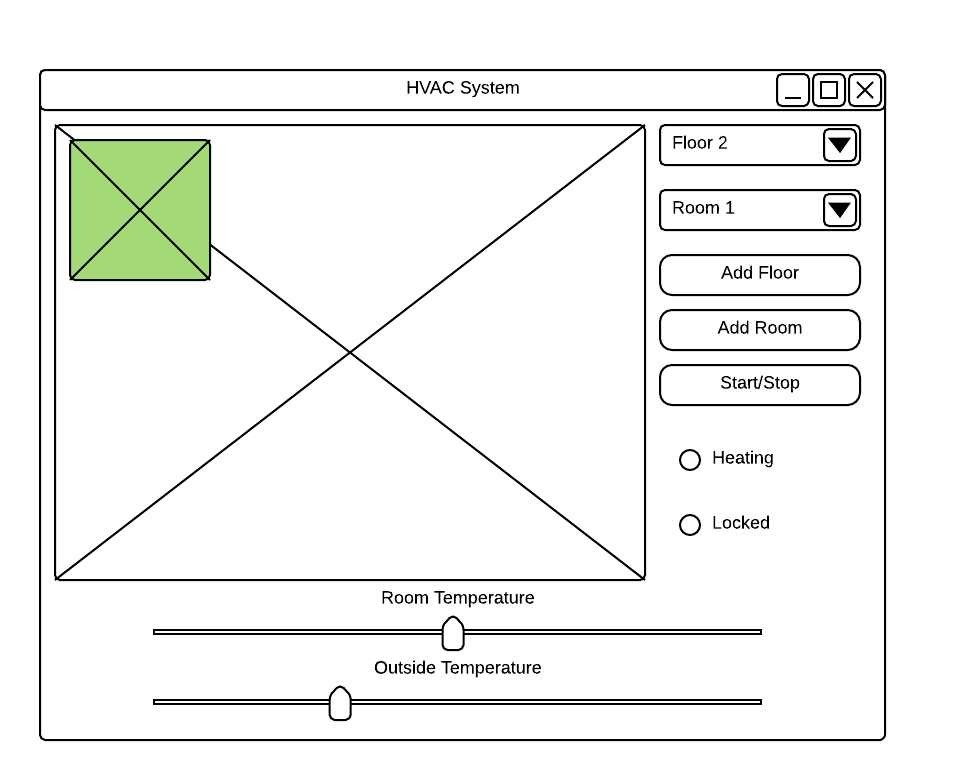 HVAC System
Floor 2
Room 1
Add Floor
Add Room
Start/Stop
Heating
Locked
Room Temperature
Outside Temperature